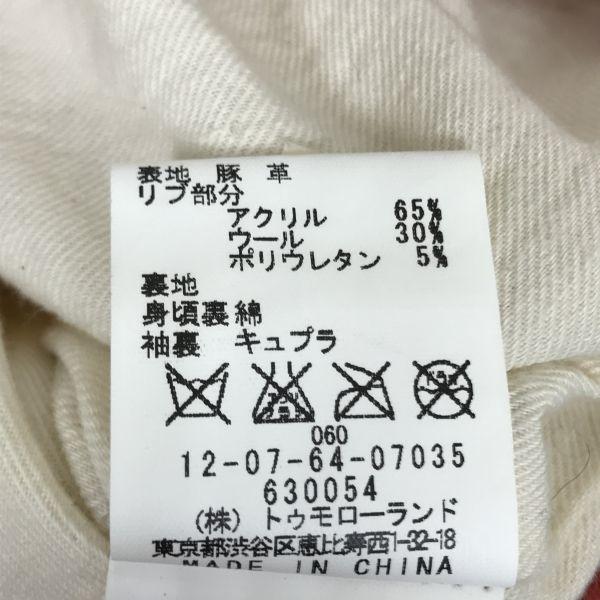 表地 豚 革
リブ部分
アクリル 65%
ウール 30%
ポリウレタン 5%
裏地
身頃裏 綿
袖裏 キュプラ
060
12-07-64-07035
630054
(株) トゥモローランド
東京都渋谷区恵比寿西1-32-18
MADE IN CHINA